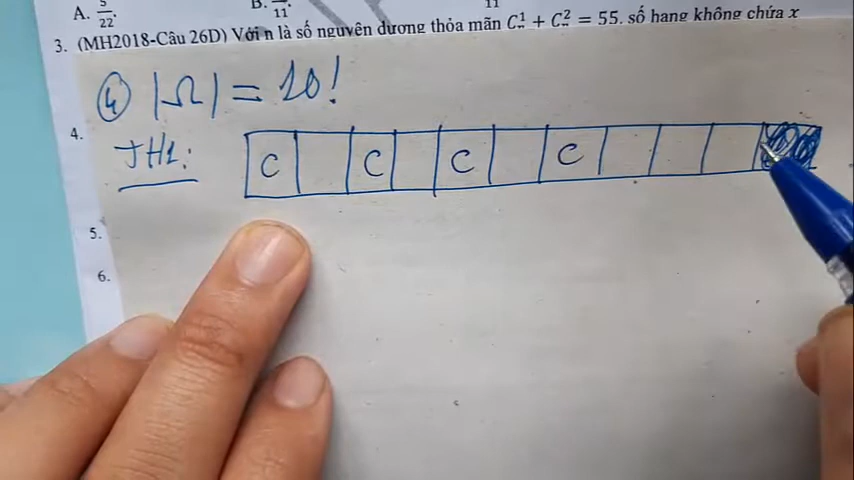 A. 5/22.
B. /11.
11
3. (MH2018-Câu 26D) Với n là số nguyên dương thỏa mãn C¹ₙ + C²ₙ = 55. số hạng không chứa x
④ |Ω| = 10!
4.
TH1:
C C C C
5.
6.